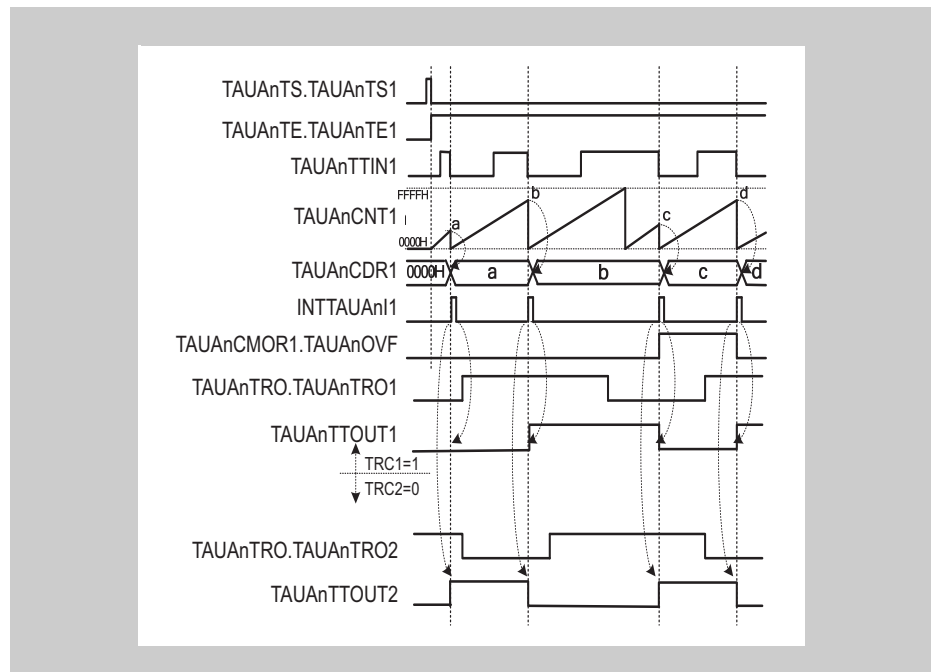 TAUAnTS.TAUAnTS1
TAUAnTE.TAUAnTE1
TAUAnTTIN1
FFFFH
TAUAnCNT1
0000H
a
b
c
d
TAUAnCDR1
0000H
a
b
c
d
INTTAUAnI1
TAUAnCMOR1.TAUAnOVF
TAUAnTRO.TAUAnTRO1
TAUAnTTOUT1
TRC1=1
TRC2=0
TAUAnTRO.TAUAnTRO2
TAUAnTTOUT2